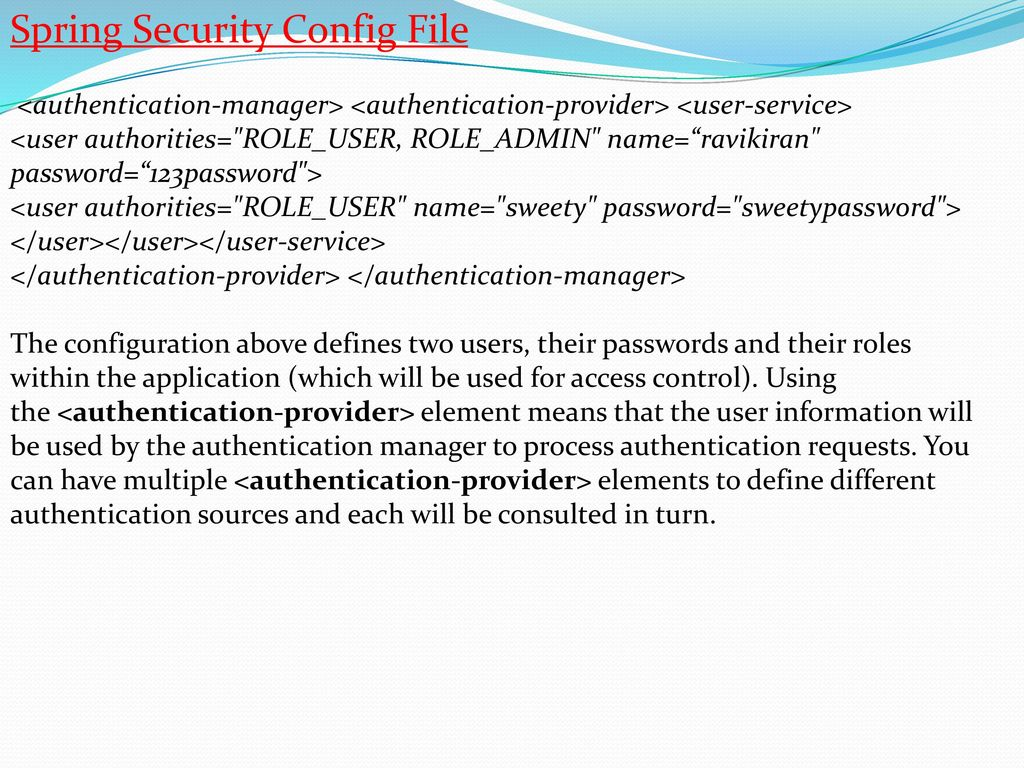 Spring Security Config File
<authentication-manager> <authentication-provider> <user-service>
<user authorities="ROLE_USER, ROLE_ADMIN" name=“ravikiran"
password=“123password">
<user authorities="ROLE_USER" name="sweety" password="sweetypassword">
</user></user></user-service>
</authentication-provider> </authentication-manager>
The configuration above defines two users, their passwords and their roles
within the application (which will be used for access control). Using
the <authentication-provider> element means that the user information will
be used by the authentication manager to process authentication requests. You
can have multiple <authentication-provider> elements to define different
authentication sources and each will be consulted in turn.